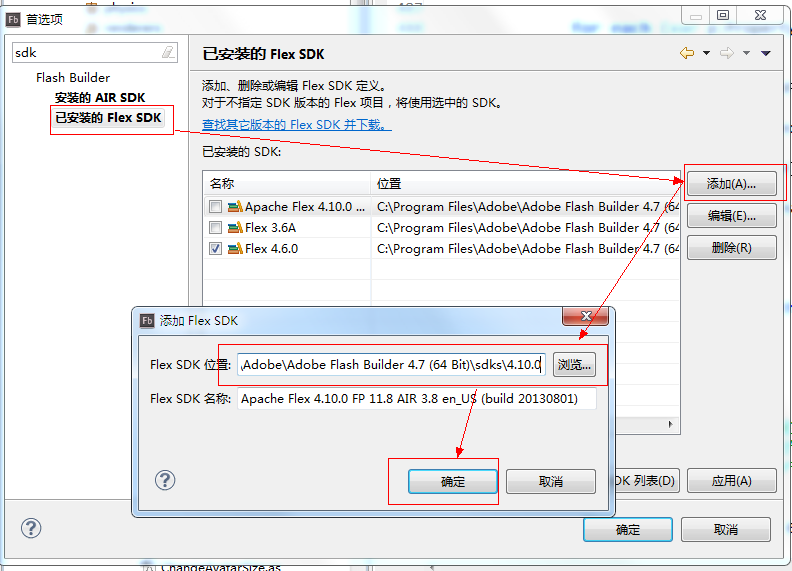 Fb 首选项
sdk
Flash Builder
安装的 AIR SDK
已安装的 Flex SDK
已安装的 Flex SDK
添加、删除或编辑 Flex SDK 定义。
对于不指定 SDK 版本的 Flex 项目，将使用选中的 SDK。
查找其它版本的 Flex SDK 并下载。
已安装的 SDK:
名称 位置
Apache Flex 4.10.0 ... C:\Program Files\Adobe\Adobe Flash Builder 4.7 (64
Flex 3.6A C:\Program Files\Adobe\Adobe Flash Builder 4.7 (64
Flex 4.6.0 C:\Program Files\Adobe\Adobe Flash Builder 4.7 (64
添加(A)...
编辑(E)...
删除(R)
Fb 添加 Flex SDK
Flex SDK 位置: \Adobe\Adobe Flash Builder 4.7 (64 Bit)\sdks\4.10.0 浏览...
Flex SDK 名称: Apache Flex 4.10.0 FP 11.8 AIR 3.8 en_US (build 20130801)
? 确定 取消
DK 列表(D) 应用(A)
? 确定 取消
ChangeAvatarSize.as